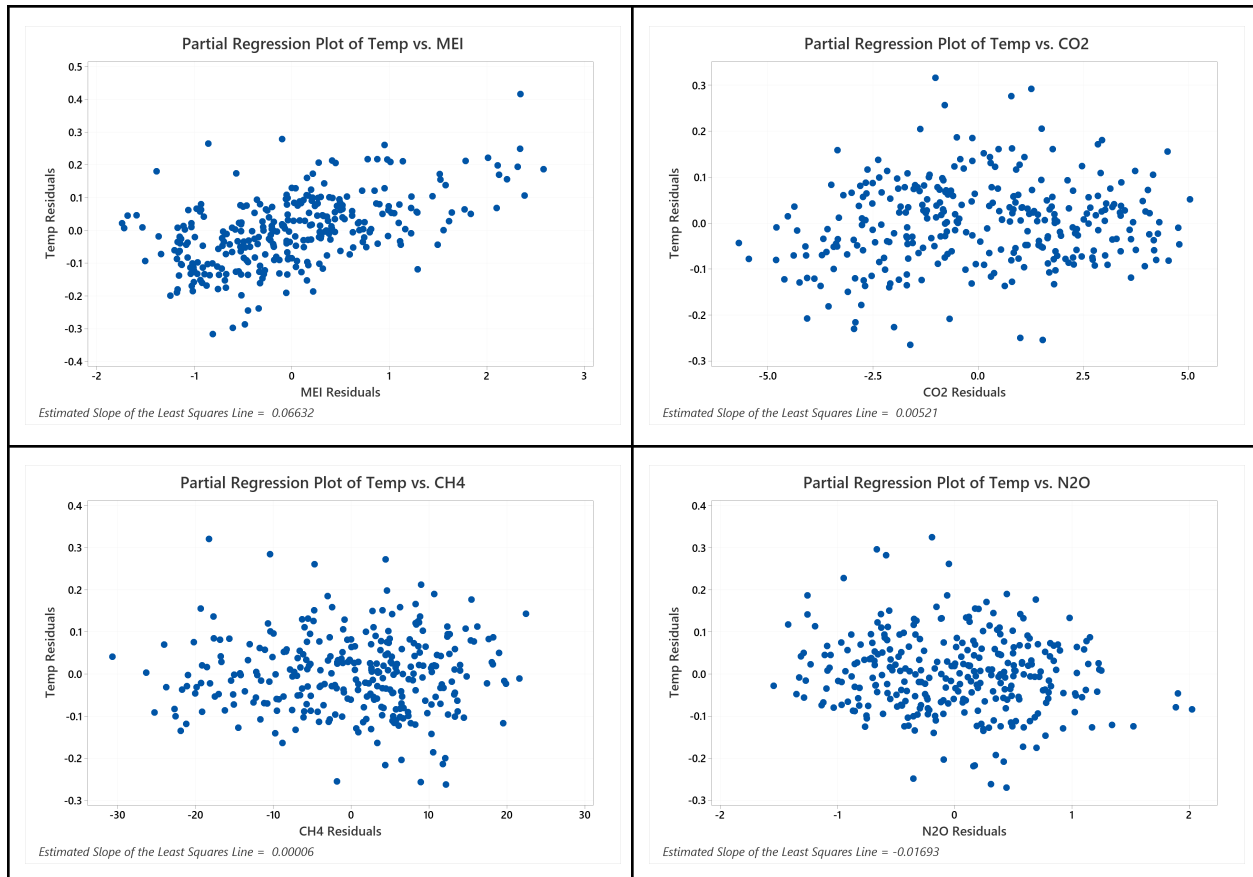 Partial Regression Plot of Temp vs. MEI
0.5
0.4
0.3
0.2
0.1
0.0
-0.1
-0.2
-0.3
-0.4
Temp Residuals
-2 -1 0 1 2 3
MEI Residuals
Estimated Slope of the Least Squares Line = 0.06632
Partial Regression Plot of Temp vs. CO2
0.3
0.2
0.1
0.0
-0.1
-0.2
-0.3
Temp Residuals
-5.0 -2.5 0.0 2.5 5.0
CO2 Residuals
Estimated Slope of the Least Squares Line = 0.00521
Partial Regression Plot of Temp vs. CH4
0.4
0.3
0.2
0.1
0.0
-0.1
-0.2
-0.3
Temp Residuals
-30 -20 -10 0 10 20 30
CH4 Residuals
Estimated Slope of the Least Squares Line = 0.00006
Partial Regression Plot of Temp vs. N2O
0.4
0.3
0.2
0.1
0.0
-0.1
-0.2
-0.3
Temp Residuals
-2 -1 0 1 2
N2O Residuals
Estimated Slope of the Least Squares Line = -0.01693